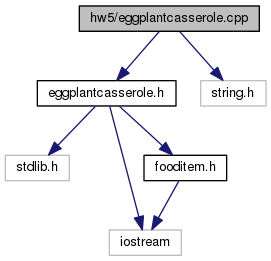 hw5/eggplantcasserole.cpp
eggplantcasserole.h
string.h
stdlib.h
fooditem.h
iostream